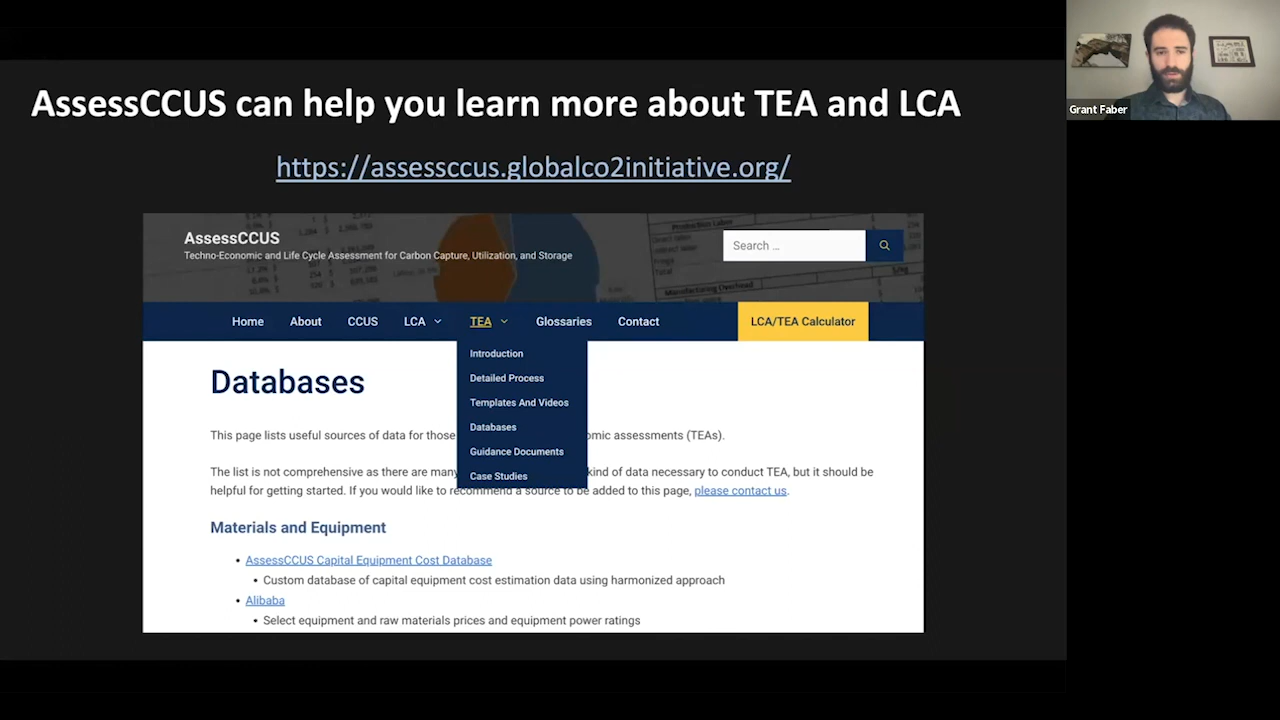 AssessCCUS can help you learn more about TEA and LCA
https://assessccus.globalco2initiative.org/
Grant Faber
AssessCCUS
Techno-Economic and Life Cycle Assessment for Carbon Capture, Utilization, and Storage
Search ...
Home About CCUS LCA TEA Glossaries Contact LCA/TEA Calculator
Introduction
Detailed Process
Templates And Videos
Databases
Guidance Documents
Case Studies
Databases
This page lists useful sources of data for those omic assessments (TEAs).
The list is not comprehensive as there are many kind of data necessary to conduct TEA, but it should be
helpful for getting started. If you would like to recommend a source to be added to this page, please contact us.
Materials and Equipment
• AssessCCUS Capital Equipment Cost Database
• Custom database of capital equipment cost estimation data using harmonized approach
• Alibaba
• Select equipment and raw materials prices and equipment power ratings